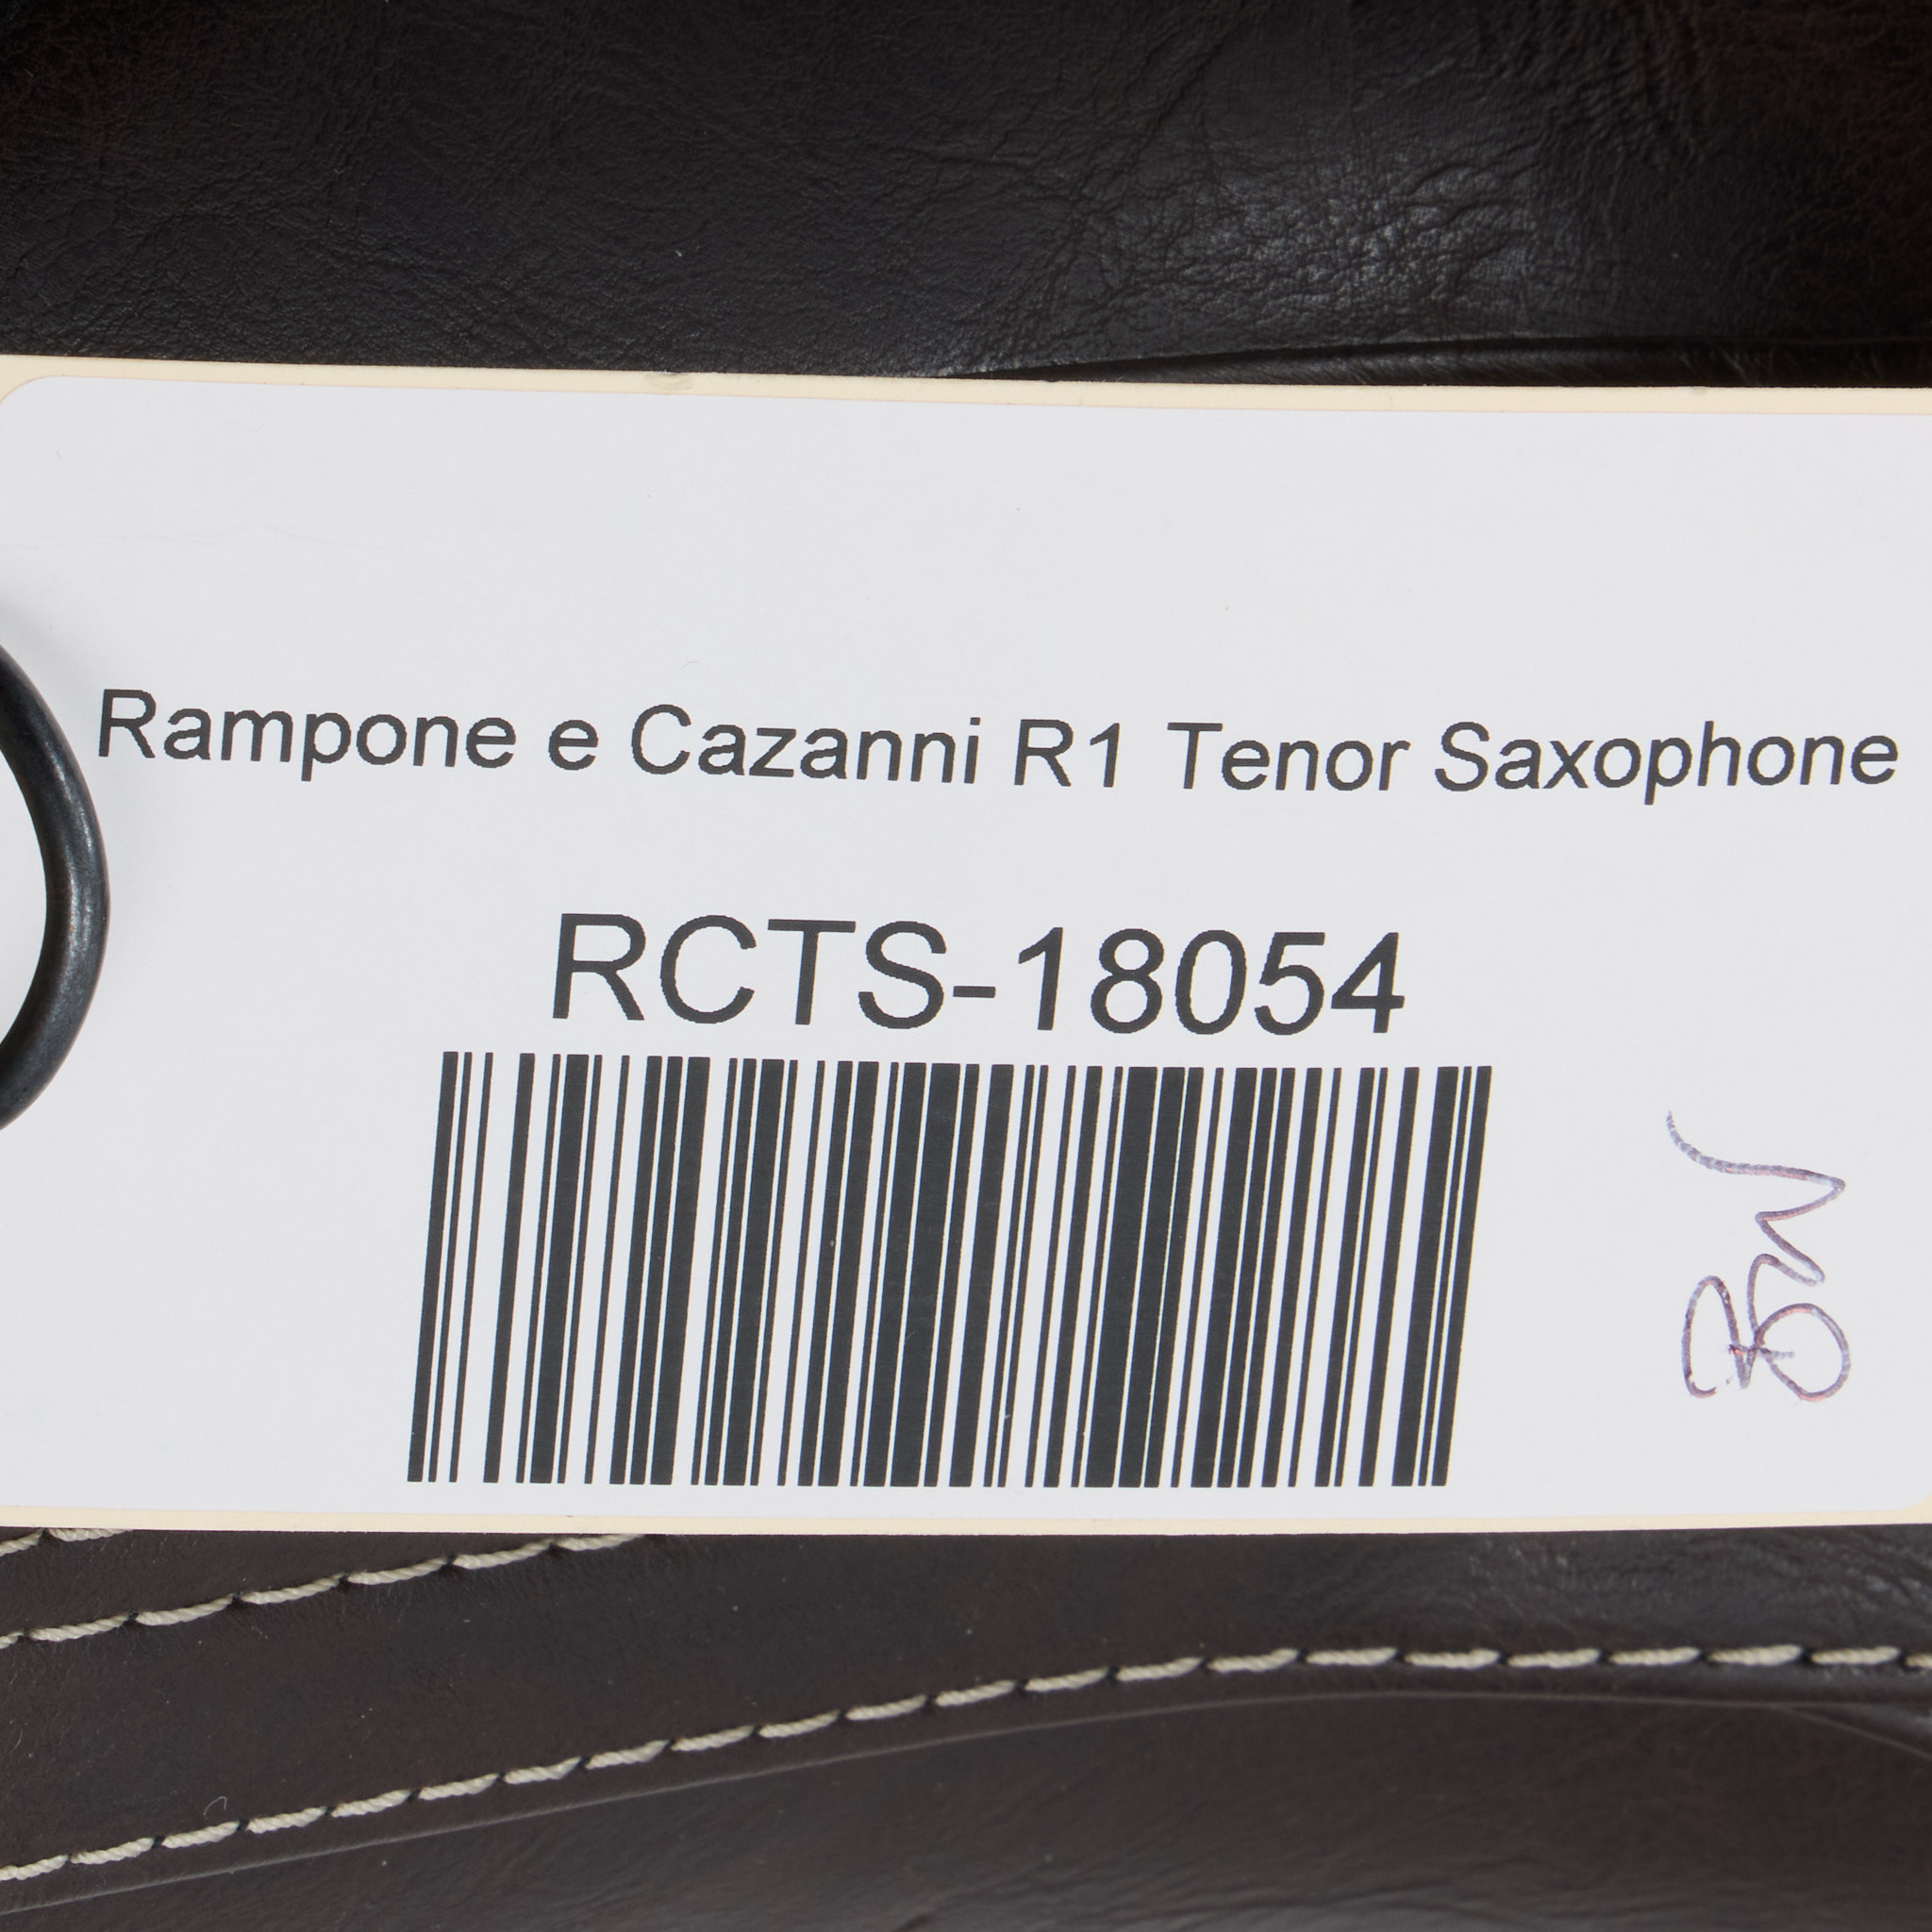 Rampone e Cazanni R1 Tenor Saxophone
RCTS-18054